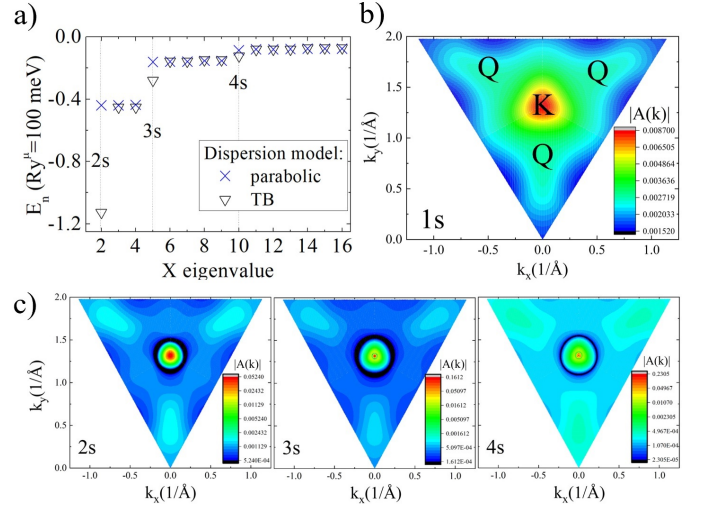 a)
0.0
-0.4
-0.8
-1.2
E_n (Ry^μ=100 meV)
2s
3s
4s
Dispersion model:
parabolic
TB
2 4 6 8 10 12 14 16
X eigenvalue
b)
2.0
1.5
1.0
0.5
0.0
k_y(1/Å)
Q
Q
K
Q
1s
|A(k)|
0.008700
0.006505
0.004864
0.003636
0.002719
0.002033
0.001520
-1.0 -0.5 0.0 0.5 1.0
k_x(1/Å)
c)
2.0
1.5
1.0
0.5
0.0
k_y(1/Å)
2s
|A(k)|
0.05240
0.02432
0.01129
0.005240
0.002432
0.001129
5.240E-04
-1.0 -0.5 0.0 0.5 1.0
k_x(1/Å)
3s
|A(k)|
0.1612
0.05097
0.01612
0.005097
0.001612
5.097E-04
1.612E-04
-1.0 -0.5 0.0 0.5 1.0
k_x(1/Å)
4s
|A(k)|
0.2305
0.04967
0.01070
0.002305
4.967E-04
1.070E-04
2.305E-05
-1.0 -0.5 0.0 0.5 1.0
k_x(1/Å)